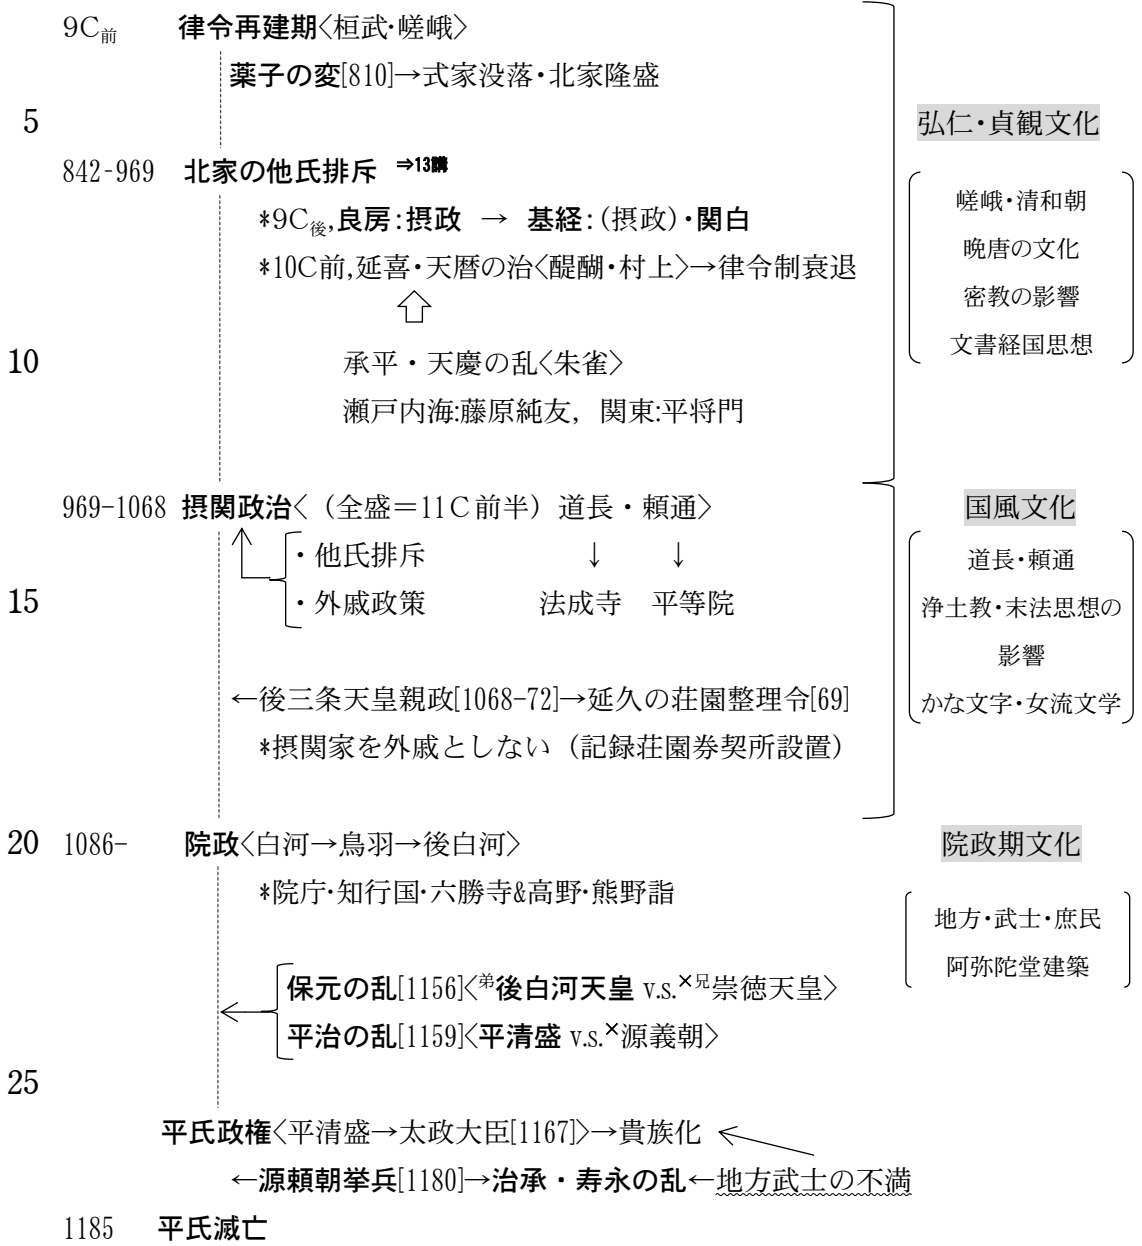 9C前 律令再建期〈桓武・嵯峨〉
薬子の変[810]→式家没落・北家隆盛
5 弘仁・貞観文化
842-969 北家の他氏排斥 ⇒13講
嵯峨・清和朝
*9C後,良房:摂政 → 基経:(摂政)・関白
晩唐の文化
*10C前,延喜・天暦の治〈醍醐・村上〉→律令制衰退
密教の影響
文書経国思想
10 承平・天慶の乱〈朱雀〉
瀬戸内海:藤原純友, 関東:平将門
969-1068 摂関政治〈（全盛＝11C前半）道長・頼通〉 国風文化
・他氏排斥 ↓ ↓ 道長・頼通
15 ・外戚政策 法成寺 平等院 浄土教・末法思想の
影響
←後三条天皇親政[1068-72]→延久の荘園整理令[69] かな文字・女流文学
*摂関家を外戚としない（記録荘園券契所設置）
20 1086- 院政〈白河→鳥羽→後白河〉 院政期文化
*院庁・知行国・六勝寺&高野・熊野詣
地方・武士・庶民
阿弥陀堂建築
保元の乱[1156]〈弟後白河天皇 v.s.×兄崇徳天皇〉
平治の乱[1159]〈平清盛 v.s.×源義朝〉
25
平氏政権〈平清盛→太政大臣[1167]〉→貴族化
←源頼朝挙兵[1180]→治承・寿永の乱←地方武士の不満
1185 平氏滅亡